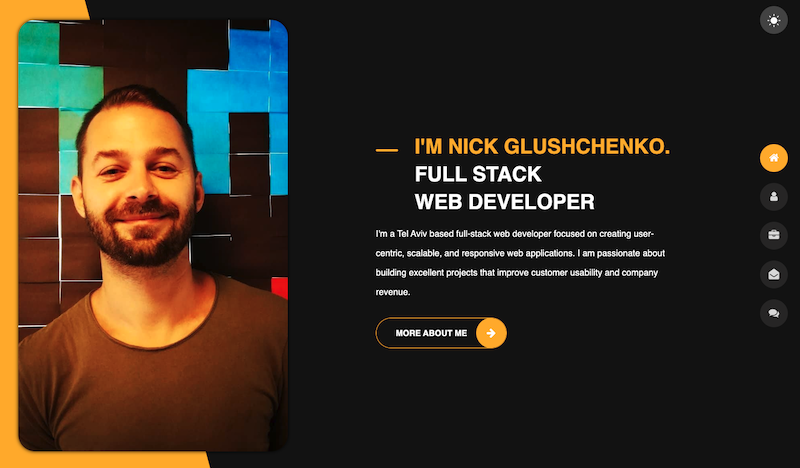 I'M NICK GLUSHCHENKO.
FULL STACK
WEB DEVELOPER
I'm a Tel Aviv based full-stack web developer focused on creating user-
centric, scalable, and responsive web applications. I am passionate about
building excellent projects that improve customer usability and company
revenue.
MORE ABOUT ME